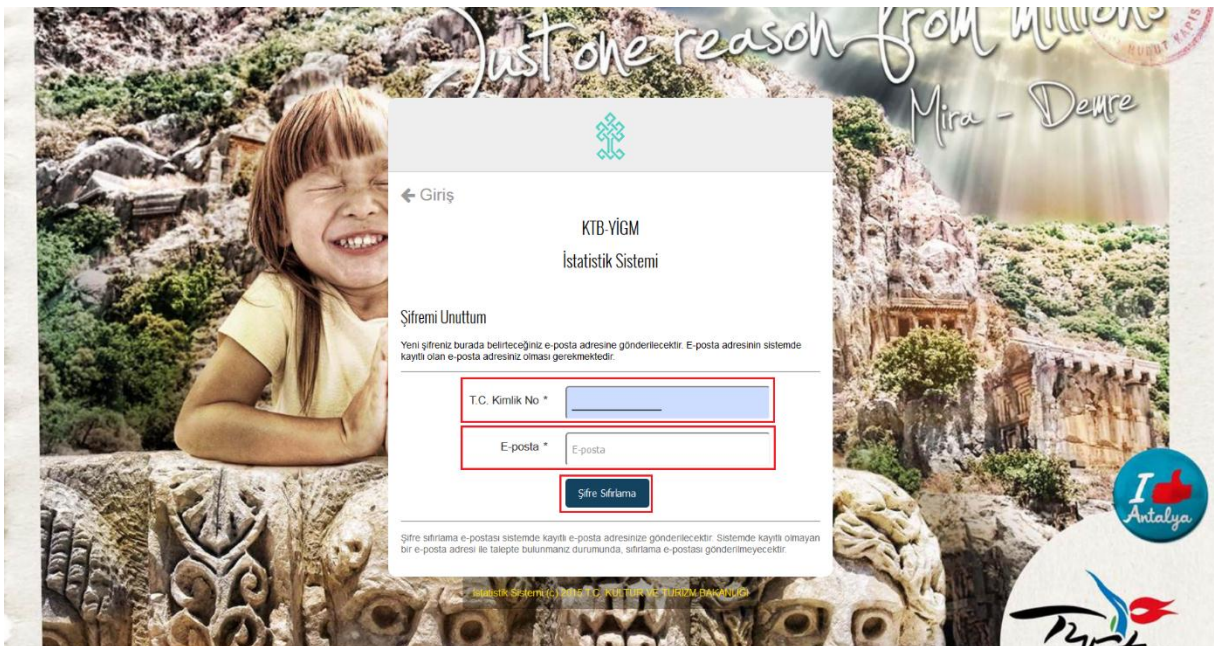 Just one reason from millions
HUDUT KAPIS
Mira - Demre
Giriş
KTB-YİGM
İstatistik Sistemi
Şifremi Unuttum
Yeni şifreniz burada belirteceğiniz e-posta adresine gönderilecektir. E-posta adresinin sistemde
kayıtlı olan e-posta adresiniz olması gerekmektedir.
T.C. Kimlik No *
E-posta *
E-posta
Şifre Sıfırlama
I
Antalya
Şifre sıfırlama e-postası sistemde kayıtlı e-posta adresinize gönderilecektir. Sistemde kayıtlı olmayan
bir e-posta adresi ile talepte bulunmanız durumunda, sıfırlama e-postası gönderilmeyecektir.
İstatistik Sistemi (c) 2015 T.C. KÜLTÜR VE TURİZM BAKANLIĞI